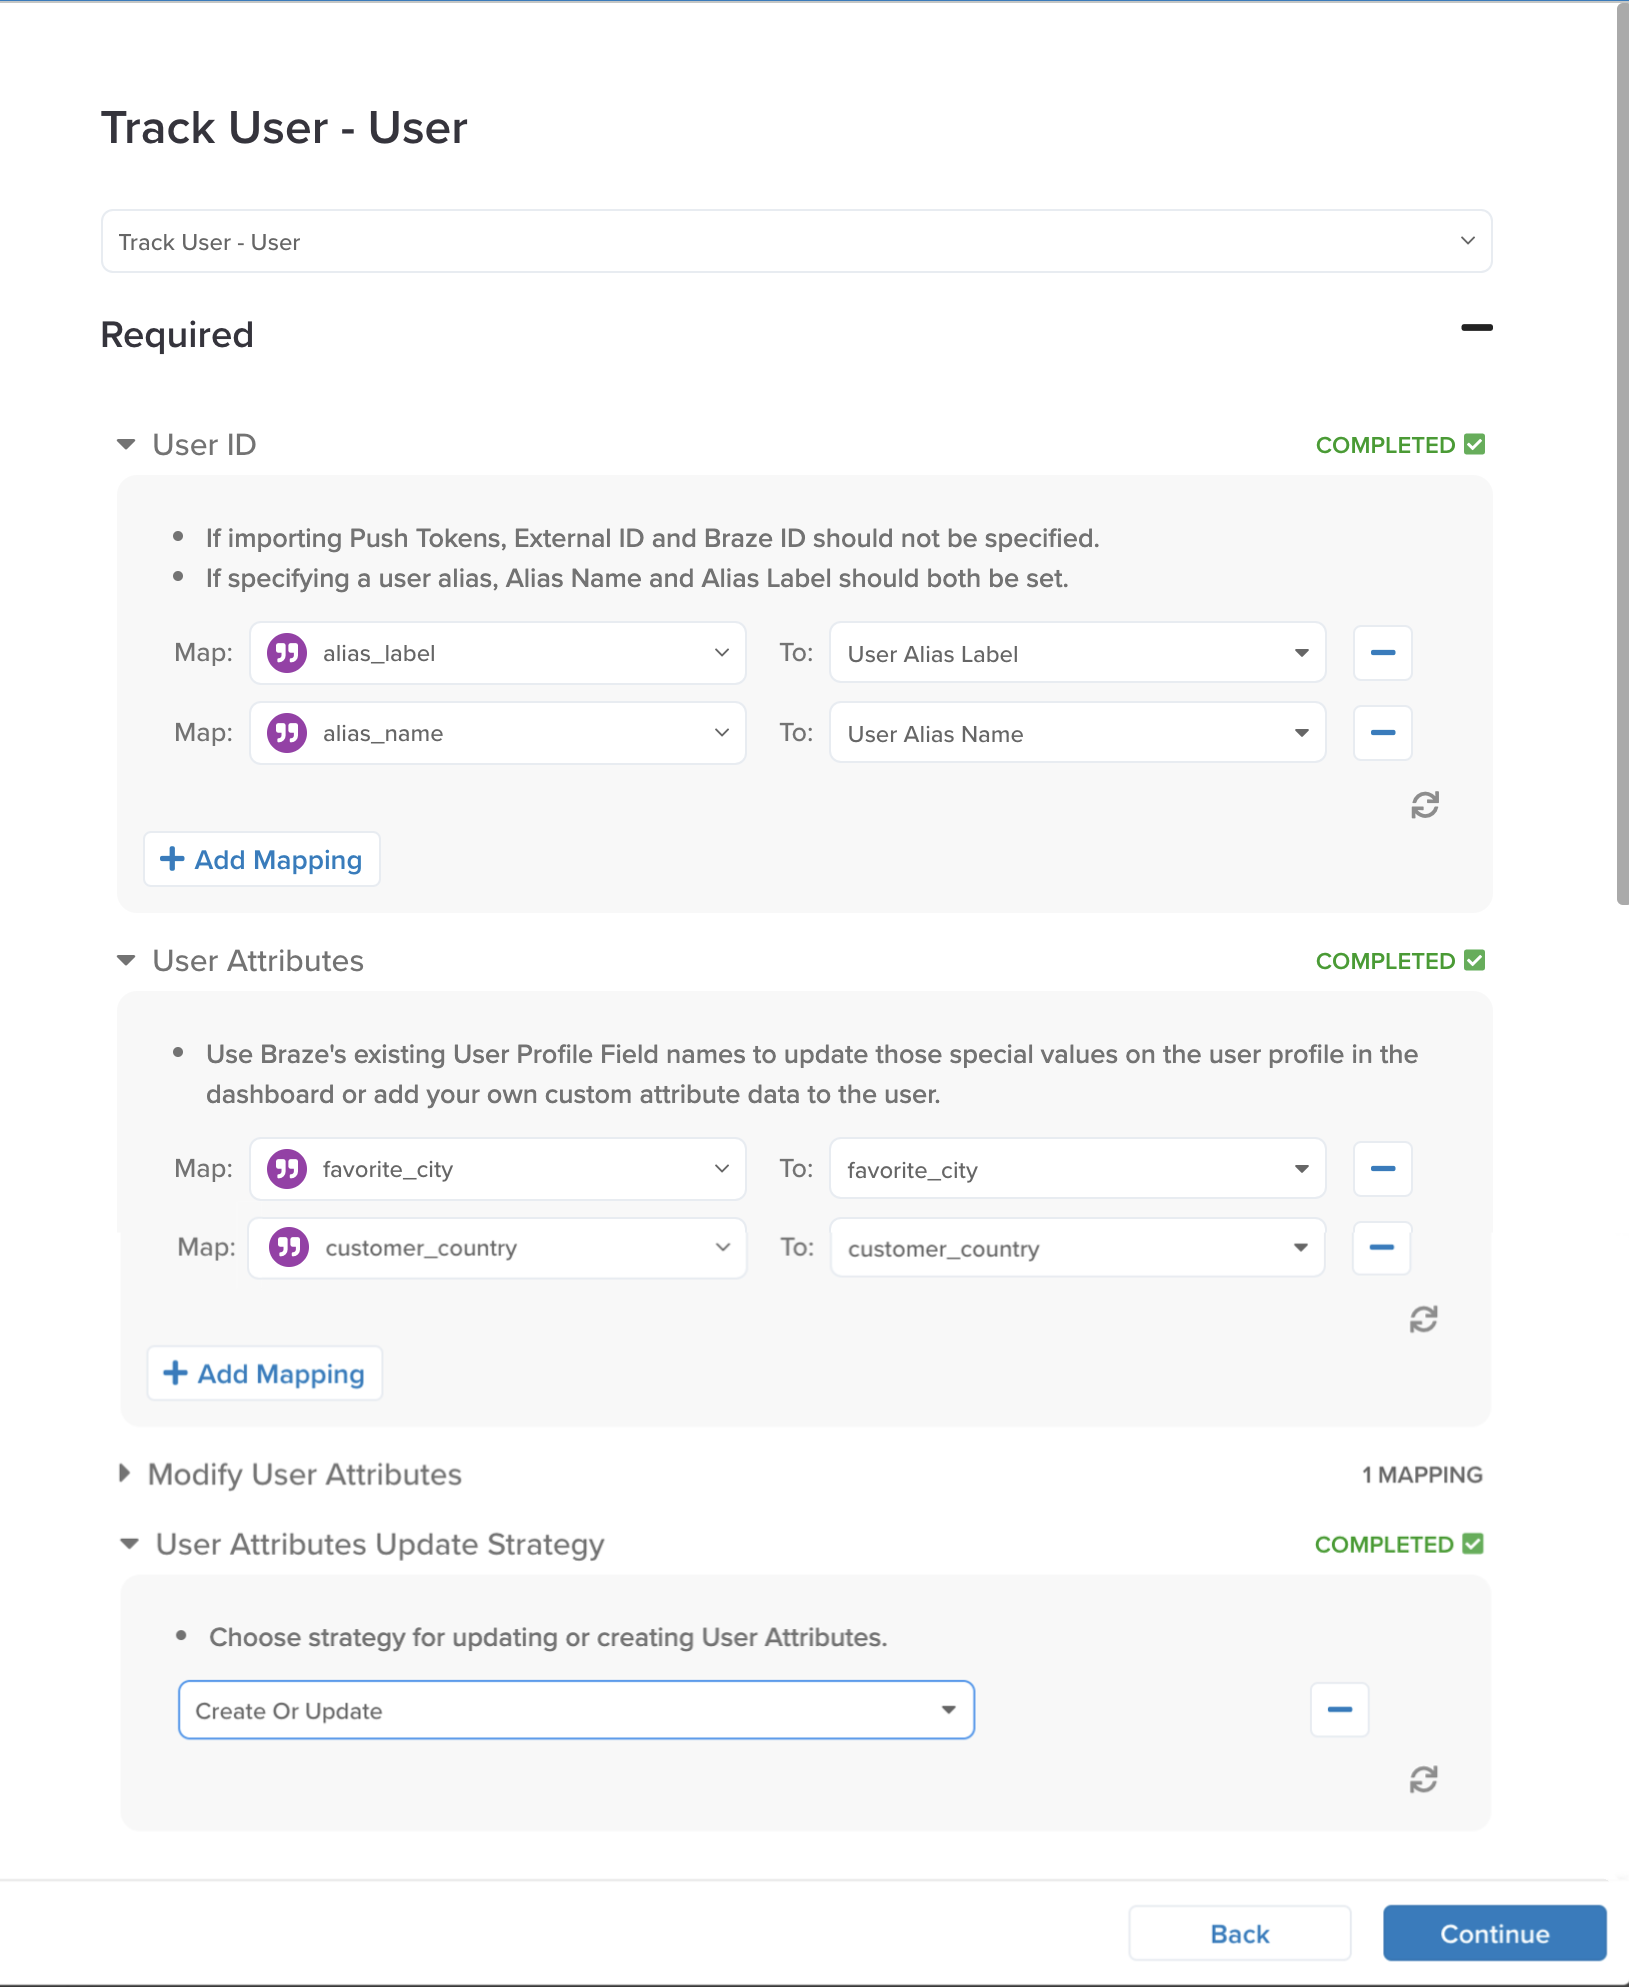 Track User - User
Track User - User
Required
User ID COMPLETED
If importing Push Tokens, External ID and Braze ID should not be specified.
If specifying a user alias, Alias Name and Alias Label should both be set.
Map: alias_label To: User Alias Label
Map: alias_name To: User Alias Name
Add Mapping
User Attributes COMPLETED
Use Braze's existing User Profile Field names to update those special values on the user profile in the
dashboard or add your own custom attribute data to the user.
Map: favorite_city To: favorite_city
Map: customer_country To: customer_country
Add Mapping
Modify User Attributes 1 MAPPING
User Attributes Update Strategy COMPLETED
Choose strategy for updating or creating User Attributes.
Create Or Update
Back Continue